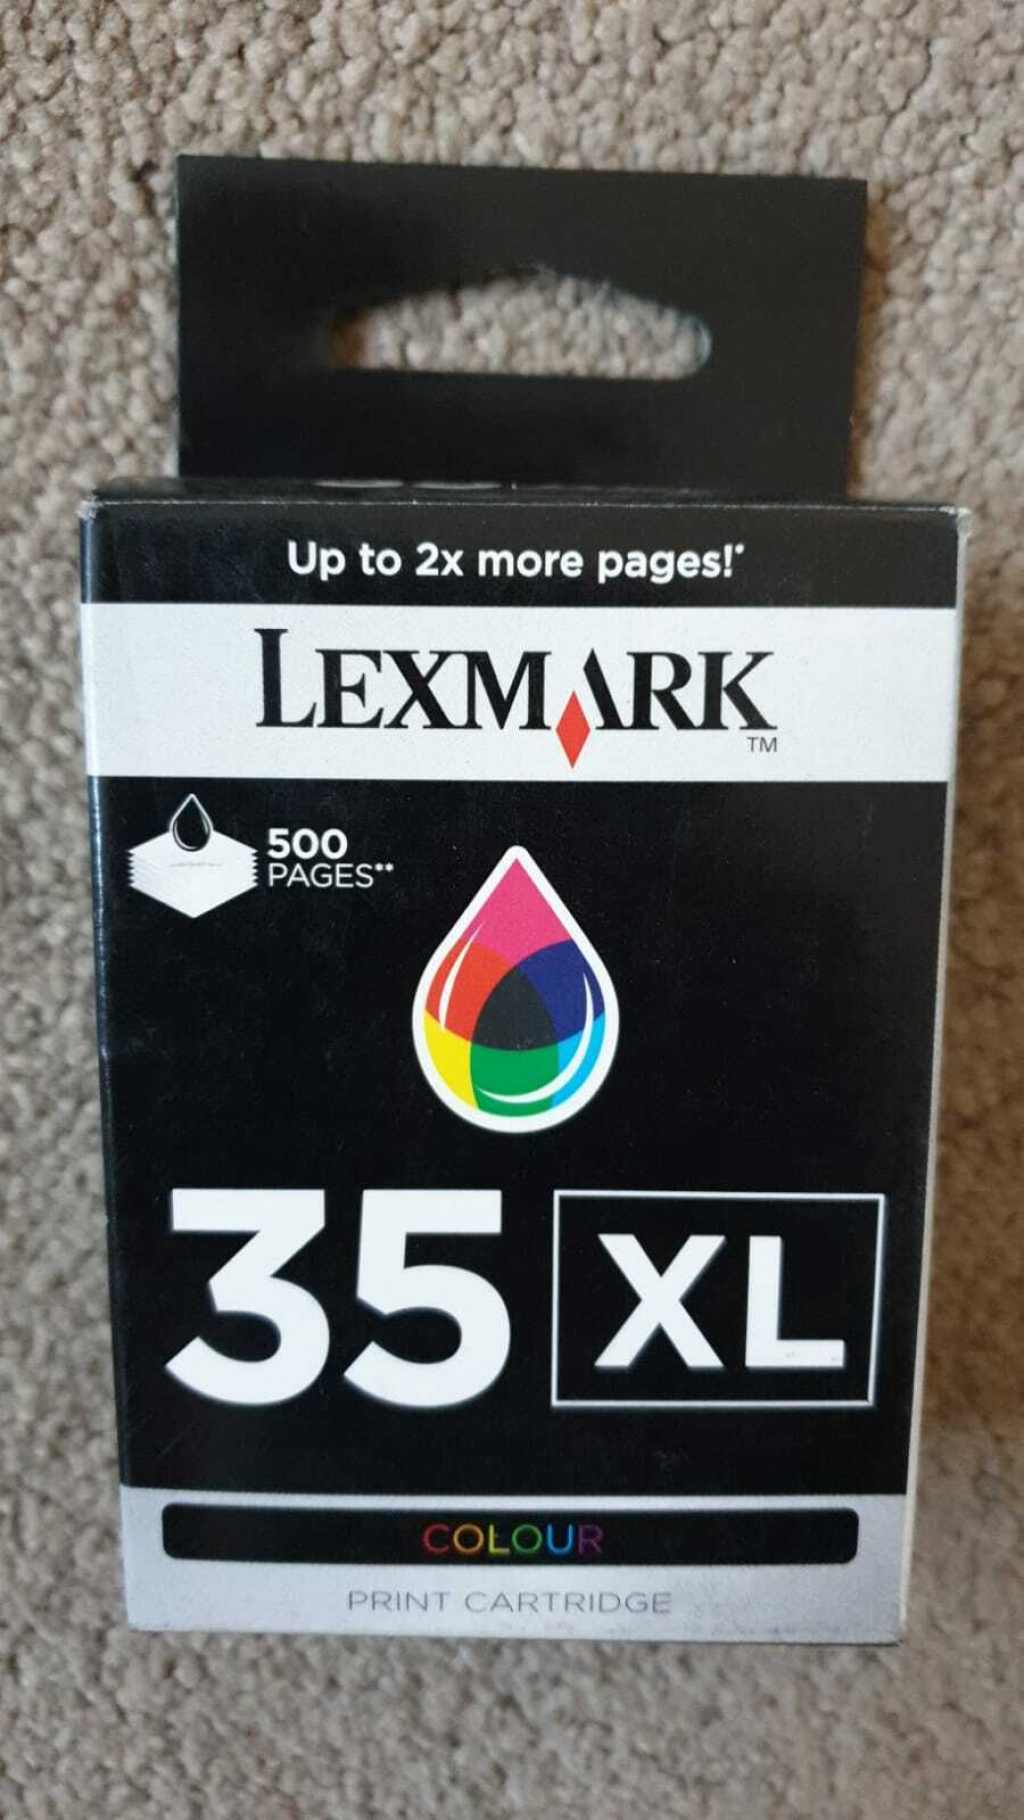 Up to 2x more pages!*
LEXMARK
TM
500
PAGES**
35 XL
COLOUR
PRINT CARTRIDGE